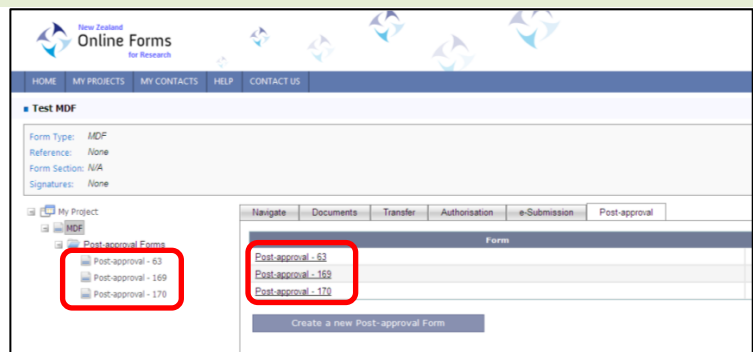 New Zealand
Online Forms
for Research
HOME MY PROJECTS MY CONTACTS HELP CONTACT US
Test MDF
Form Type: MDF
Reference: None
Form Section: N/A
Signatures: None
My Project
MDF
Post-approval Forms
Post-approval - 63
Post-approval - 169
Post-approval - 170
Navigate Documents Transfer Authorisation e-Submission Post-approval
Form
Post-approval - 63
Post-approval - 169
Post-approval - 170
Create a new Post-approval Form